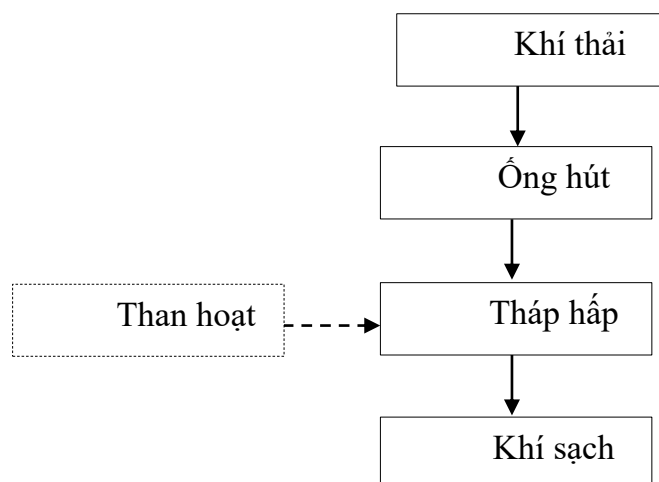 Khí thải
Ống hút
Than hoạt
Tháp hấp
Khí sạch